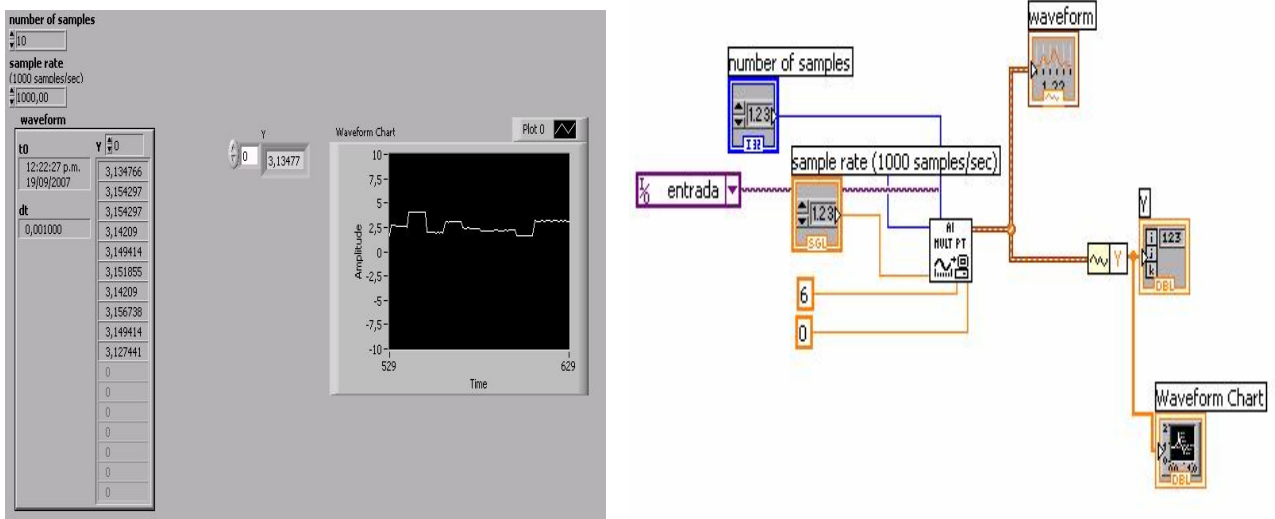 number of samples
10
sample rate
(1000 samples/sec)
1000,00
waveform
t0
12:22:27 p.m.
19/09/2007
dt
0,001000
Y 0
3,134766
3,154297
3,154297
3,14209
3,149414
3,151855
3,14209
3,156738
3,149414
3,127441
0
0
0
0
0
0
0
Y
0 3,13477
Waveform Chart
Plot 0
Amplitude
10
7,5
5
2,5
0
-2,5
-5
-7,5
-10
529 629
Time
waveform
1.22
number of samples
1.23
I32
sample rate (1000 samples/sec)
1.23
SGL
I/O entrada
AI
MULT PT
6
0
Y
Y
i 123
j
k
DBL
Waveform Chart
DBL